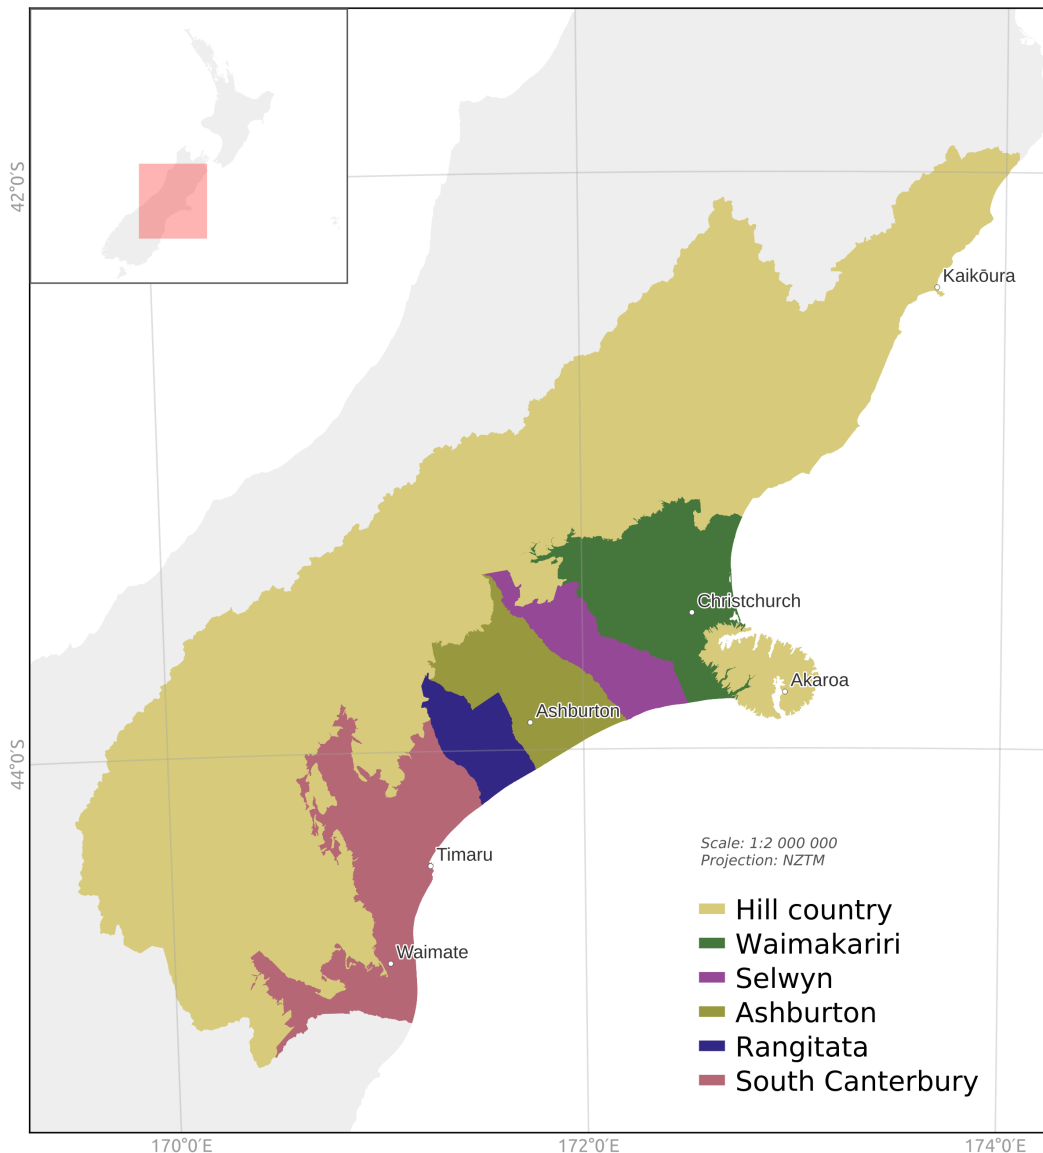 42°0′S
Kaikōura
Christchurch
Akaroa
Ashburton
44°0′S
Timaru
Waimate
Scale: 1:2 000 000
Projection: NZTM
Hill country
Waimakariri
Selwyn
Ashburton
Rangitata
South Canterbury
170°0′E
172°0′E
174°0′E